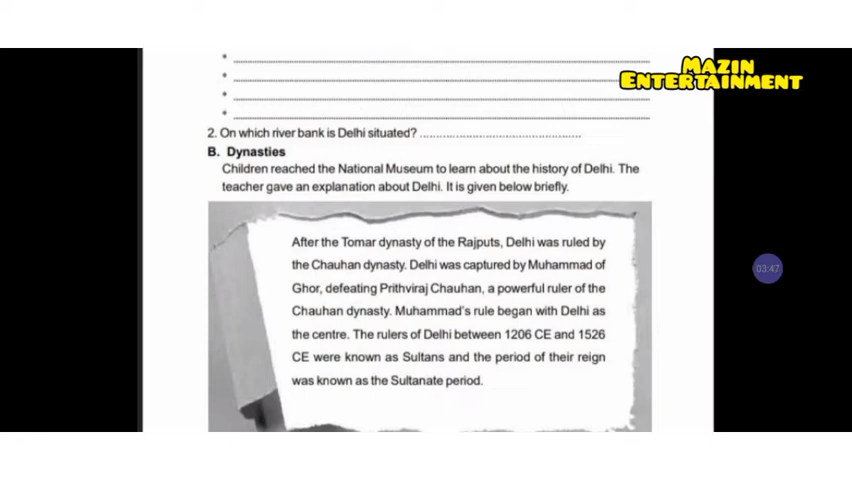 MAZIN
ENTERTAINMENT
2. On which river bank is Delhi situated? ................................................
B. Dynasties
Children reached the National Museum to learn about the history of Delhi. The
teacher gave an explanation about Delhi. It is given below briefly.
After the Tomar dynasty of the Rajputs, Delhi was ruled by
the Chauhan dynasty. Delhi was captured by Muhammad of
Ghor, defeating Prithviraj Chauhan, a powerful ruler of the
Chauhan dynasty. Muhammad's rule began with Delhi as
the centre. The rulers of Delhi between 1206 CE and 1526
CE were known as Sultans and the period of their reign
was known as the Sultanate period.
03:47